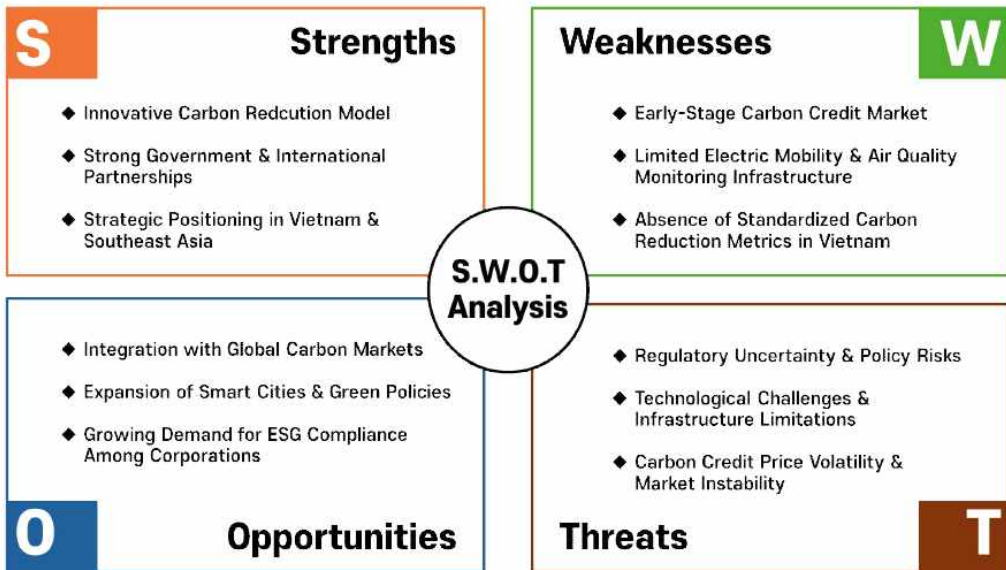 S
Strengths
◆ Innovative Carbon Redcution Model
◆ Strong Government & International
Partnerships
◆ Strategic Positioning in Vietnam &
Southeast Asia
Weaknesses
W
◆ Early-Stage Carbon Credit Market
◆ Limited Electric Mobility & Air Quality
Monitoring Infrastructure
◆ Absence of Standardized Carbon
Reduction Metrics in Vietnam
S.W.O.T
Analysis
◆ Integration with Global Carbon Markets
◆ Expansion of Smart Cities & Green Policies
◆ Growing Demand for ESG Compliance
Among Corporations
O
Opportunities
◆ Regulatory Uncertainty & Policy Risks
◆ Technological Challenges &
Infrastructure Limitations
◆ Carbon Credit Price Volatility &
Market Instability
Threats
T